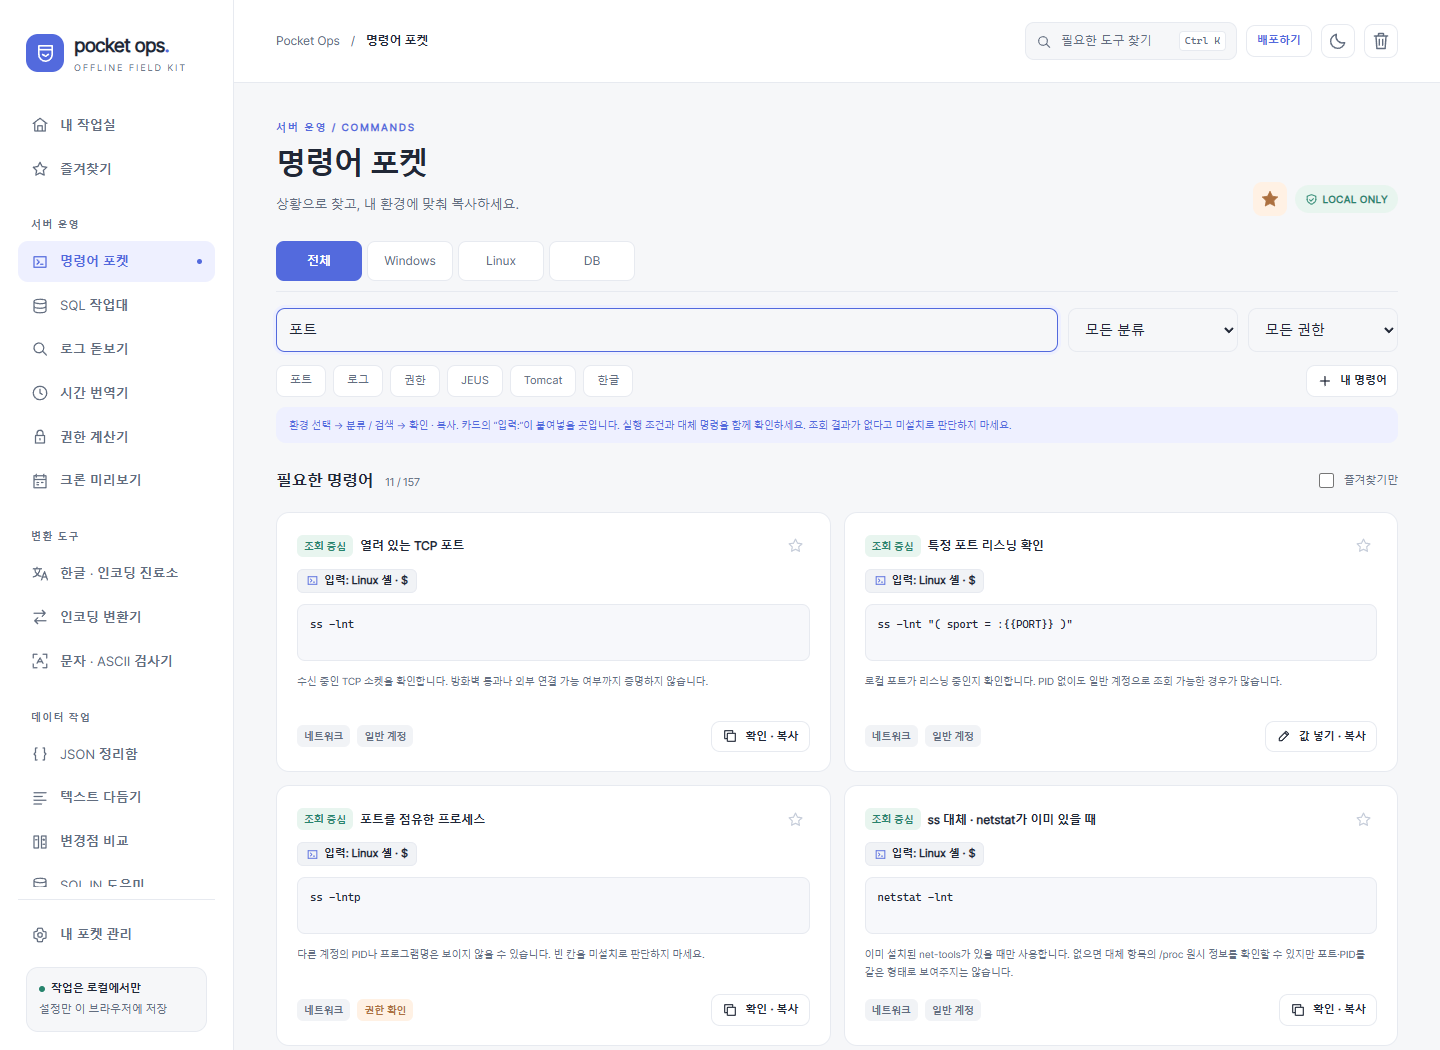 pocket ops.
OFFLINE FIELD KIT
내 작업실
즐겨찾기
서버 운영
명령어 포켓
SQL 작업대
로그 돋보기
시간 번역기
권한 계산기
크론 미리보기
변환 도구
한글 · 인코딩 진료소
인코딩 변환기
문자 · ASCII 검사기
데이터 작업
JSON 정리함
텍스트 다듬기
변경점 비교
SQL IN 도우미
내 포켓 관리
작업은 로컬에서만
설정만 이 브라우저에 저장
Pocket Ops / 명령어 포켓
필요한 도구 찾기 Ctrl K
배포하기
서버 운영 / COMMANDS
명령어 포켓
상황으로 찾고, 내 환경에 맞춰 복사하세요.
LOCAL ONLY
전체 Windows Linux DB
포트
모든 분류
모든 권한
포트 로그 권한 JEUS Tomcat 한글
내 명령어
환경 선택 → 분류 / 검색 → 확인 · 복사. 카드의 "입력:"이 붙여넣을 곳입니다. 실행 조건과 대체 명령을 함께 확인하세요. 조회 결과가 없다고 미설치로 판단하지 마세요.
필요한 명령어 11 / 157
즐겨찾기만
조회 중심 열려 있는 TCP 포트
입력: Linux 셸 · $
ss -lnt
수신 중인 TCP 소켓을 확인합니다. 방화벽 통과나 외부 연결 가능 여부까지 증명하지 않습니다.
네트워크 일반 계정
확인 · 복사
조회 중심 특정 포트 리스닝 확인
입력: Linux 셸 · $
ss -lnt "( sport = :{{PORT}} )"
로컬 포트가 리스닝 중인지 확인합니다. PID 없이도 일반 계정으로 조회 가능한 경우가 많습니다.
네트워크 일반 계정
값 넣기 · 복사
조회 중심 포트를 점유한 프로세스
입력: Linux 셸 · $
ss -lntp
다른 계정의 PID나 프로그램명은 보이지 않을 수 있습니다. 빈 칸을 미설치로 판단하지 마세요.
네트워크 권한 확인
확인 · 복사
조회 중심 ss 대체 · netstat가 이미 있을 때
입력: Linux 셸 · $
netstat -lnt
이미 설치된 net-tools가 있을 때만 사용합니다. 없으면 대체 항목의 /proc 원시 정보를 확인할 수 있지만 포트·PID를
같은 형태로 보여주지는 않습니다.
네트워크 일반 계정
확인 · 복사